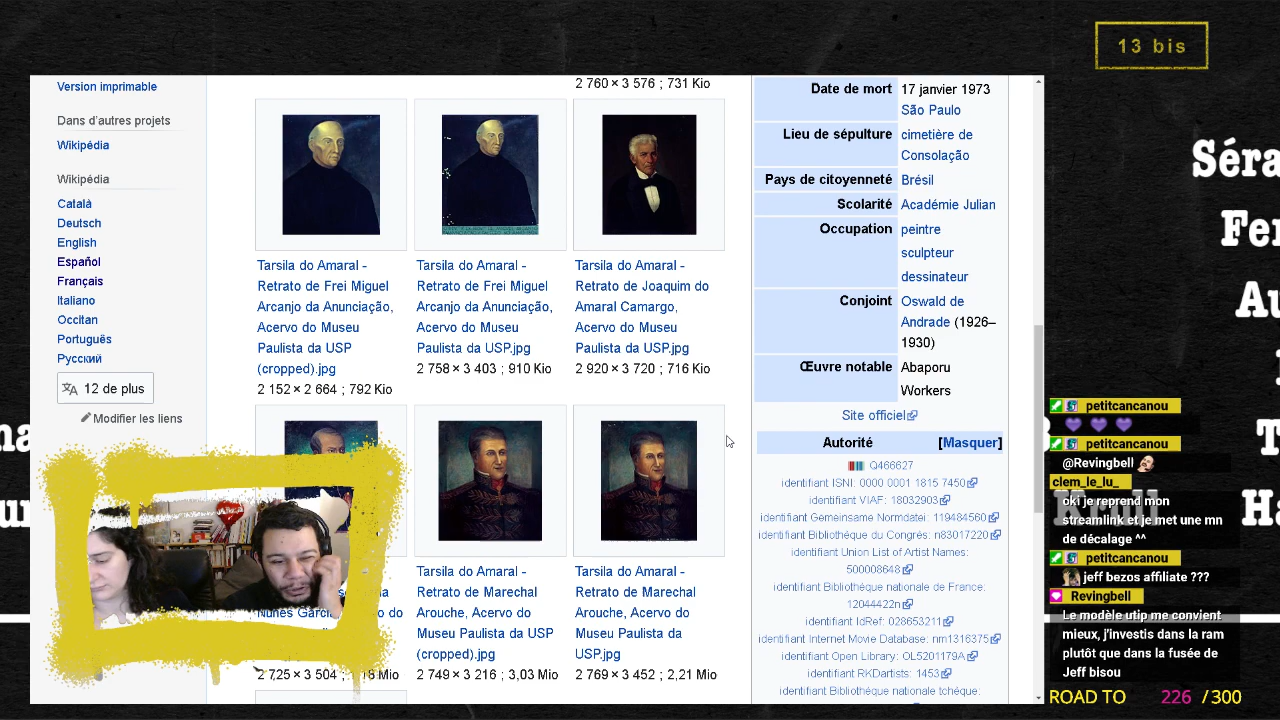 13 bis
Version imprimable
Dans d'autres projets
Wikipédia
Wikipédia
Català
Deutsch
English
Español
Français
Italiano
Occitan
Português
Русский
12 de plus
Modifier les liens
2 760 × 3 576 ; 731 Kio
Tarsila do Amaral -
Retrato de Frei Miguel
Arcanjo da Anunciação,
Acervo do Museu
Paulista da USP
(cropped).jpg
2 152 × 2 664 ; 792 Kio
Tarsila do Amaral -
Retrato de Frei Miguel
Arcanjo da Anunciação,
Acervo do Museu
Paulista da USP.jpg
2 758 × 3 403 ; 910 Kio
Tarsila do Amaral -
Retrato de Joaquim do
Amaral Camargo,
Acervo do Museu
Paulista da USP.jpg
2 920 × 3 720 ; 716 Kio
do
2 725 × 3 504 ;
Tarsila do Amaral -
Retrato de Marechal
Arouche, Acervo do
Museu Paulista da USP
(cropped).jpg
2 749 × 3 216 ; 3,03 Mio
Tarsila do Amaral -
Retrato de Marechal
Arouche, Acervo do
Museu Paulista da
USP.jpg
2 769 × 3 452 ; 2,21 Mio
Date de mort 17 janvier 1973
São Paulo
Lieu de sépulture cimetière de
Consolação
Pays de citoyenneté Brésil
Scolarité Académie Julian
Occupation peintre
sculpteur
dessinateur
Conjoint Oswald de
Andrade (1926–
1930)
Œuvre notable Abaporu
Workers
Site officiel
Autorité [Masquer]
Q466627
identifiant ISNI: 0000 0001 1815 7450
identifiant VIAF: 18032903
identifiant Gemeinsame Normdatei: 119484560
identifiant Bibliothèque du Congrès: n83017220
identifiant Union List of Artist Names:
500008648
identifiant Bibliothèque nationale de France:
12044422n
identifiant IdRef: 028653211
identifiant Internet Movie Database: nm1316375
identifiant Open Library: OL5201179A
identifiant RKDartists: 1453
identifiant Bibliothèque nationale tchèque:
Séra
Fe
Au
Ha
petitcancanou
petitcancanou
@Revingbell
clem_le_lu_
oki je reprend mon
streamlink et je met une mn
de décalage ^^
petitcancanou
jeff bezos affiliate ???
Revingbell
Le modèle utip me convient
mieux, j'investis dans la ram
plutôt que dans la fusée de
Jeff bisou
ROAD TO 226 / 300